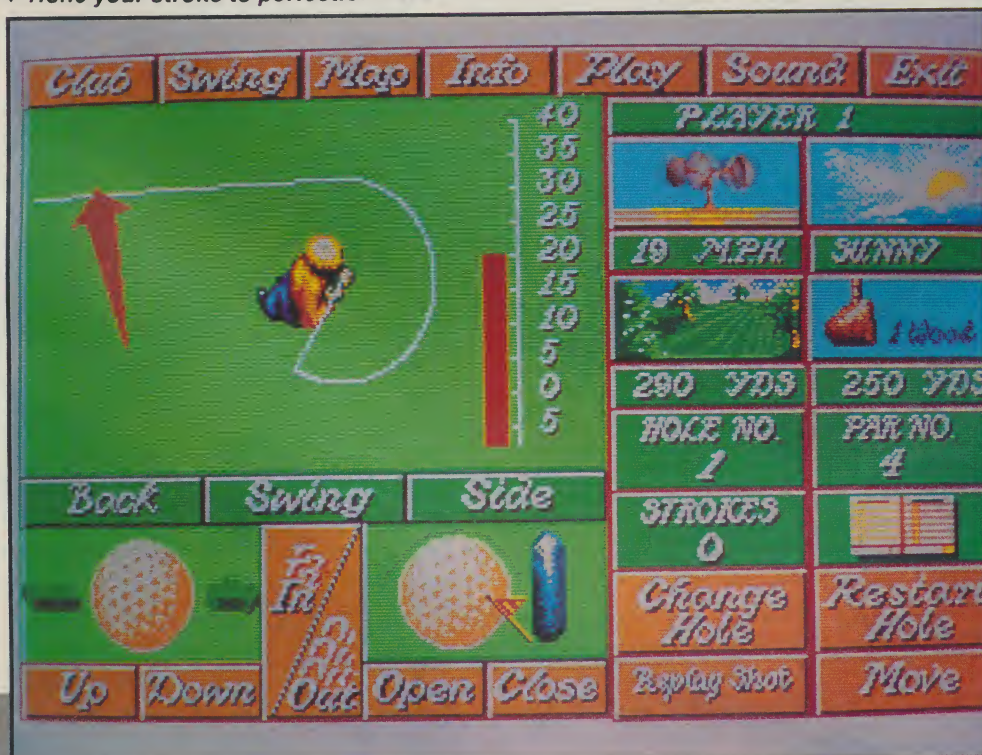 your stroke to perfection
Club Swing Map Info Play Sound Exit
40
35
30
25
20
15
10
5
0
5
PLAYER 1
19 M.P.H. SUNNY
1 Wood
290 YDS 250 YDS
HOLE NO. PAR NO.
1 4
STROKES
0
Back Swing Side
In
Out
Up Down Open Close
Change Hole
Restart Hole
Replay Shot Move